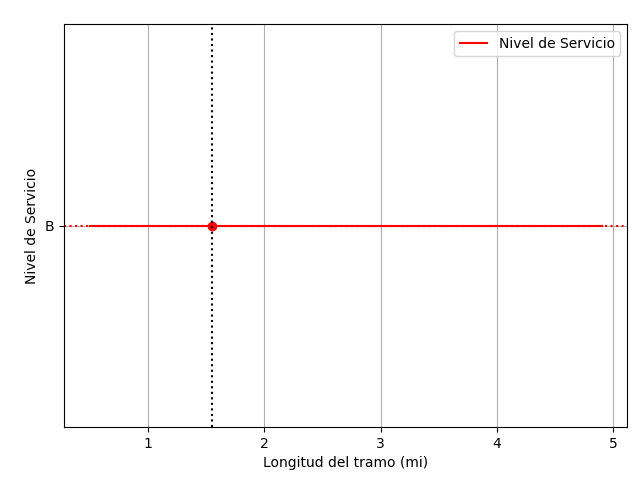 Nivel de Servicio
Nivel de Servicio
B
1 2 3 4 5
Longitud del tramo (mi)